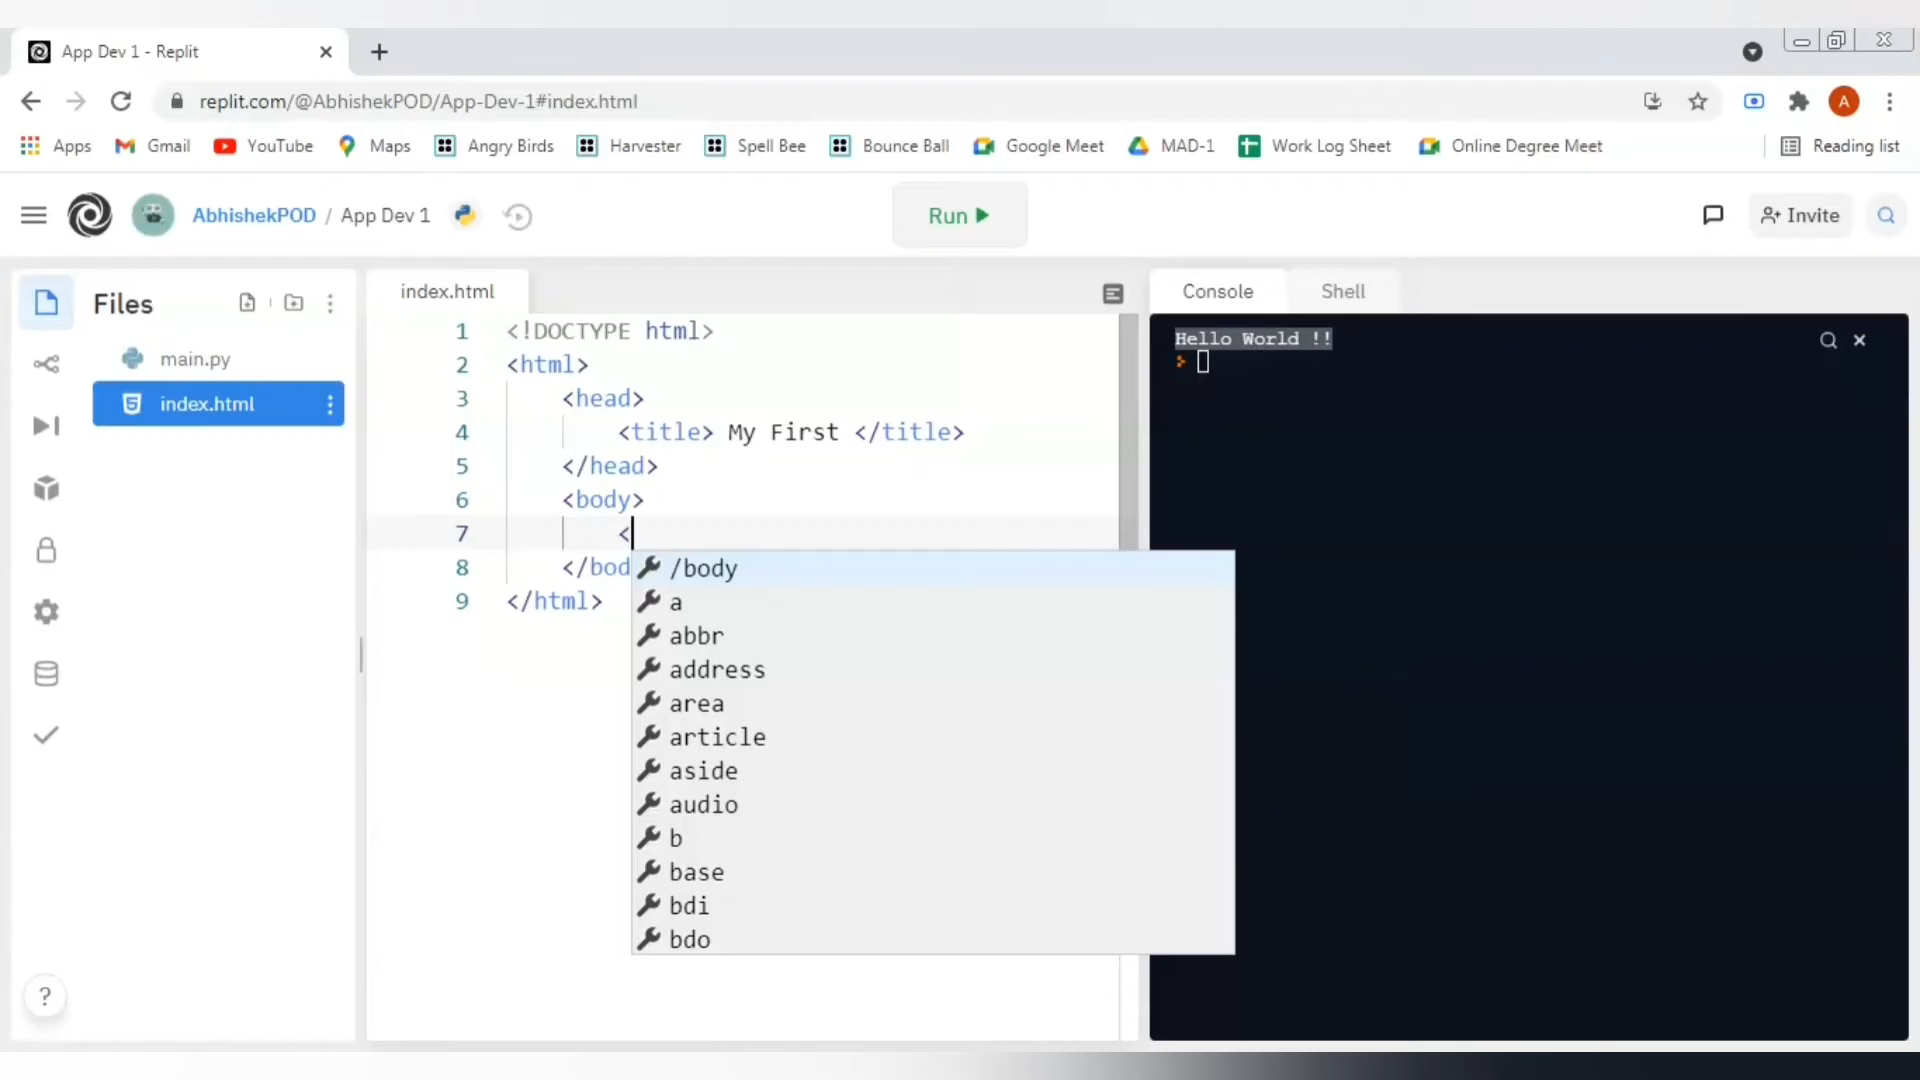 App Dev 1 - Replit
replit.com/@AbhishekPOD/App-Dev-1#index.html
A
Apps Gmail YouTube Maps Angry Birds Harvester Spell Bee Bounce Ball Google Meet MAD-1 Work Log Sheet Online Degree Meet Reading list
AbhishekPOD / App Dev 1 Run Invite
Files
main.py
index.html
index.html
1 <!DOCTYPE html>
2 <html>
3 <head>
4 <title> My First </title>
5 </head>
6 <body>
7 <
8 </bod
9 </html>
/body
a
abbr
address
area
article
aside
audio
b
base
bdi
bdo
Console Shell
Hello World !!
?